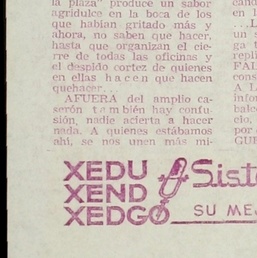 la plaza" produce un sabor
agridulce en la boca de los
que habían gritado más y
ahora, no saben que hacer,
hasta que organizan el cie-
rre de todas las oficinas y
el despido cortez de quienes
en ellas hacen que hacen
quehacer..
AFUERA del amplio ca-
serón también hay confu-
sión, nadie acierta a hacer
nada. A quienes estábamos
ahí, se nos unen más mi-
XEDU
XEND
XEDGO
Siste
SU ME